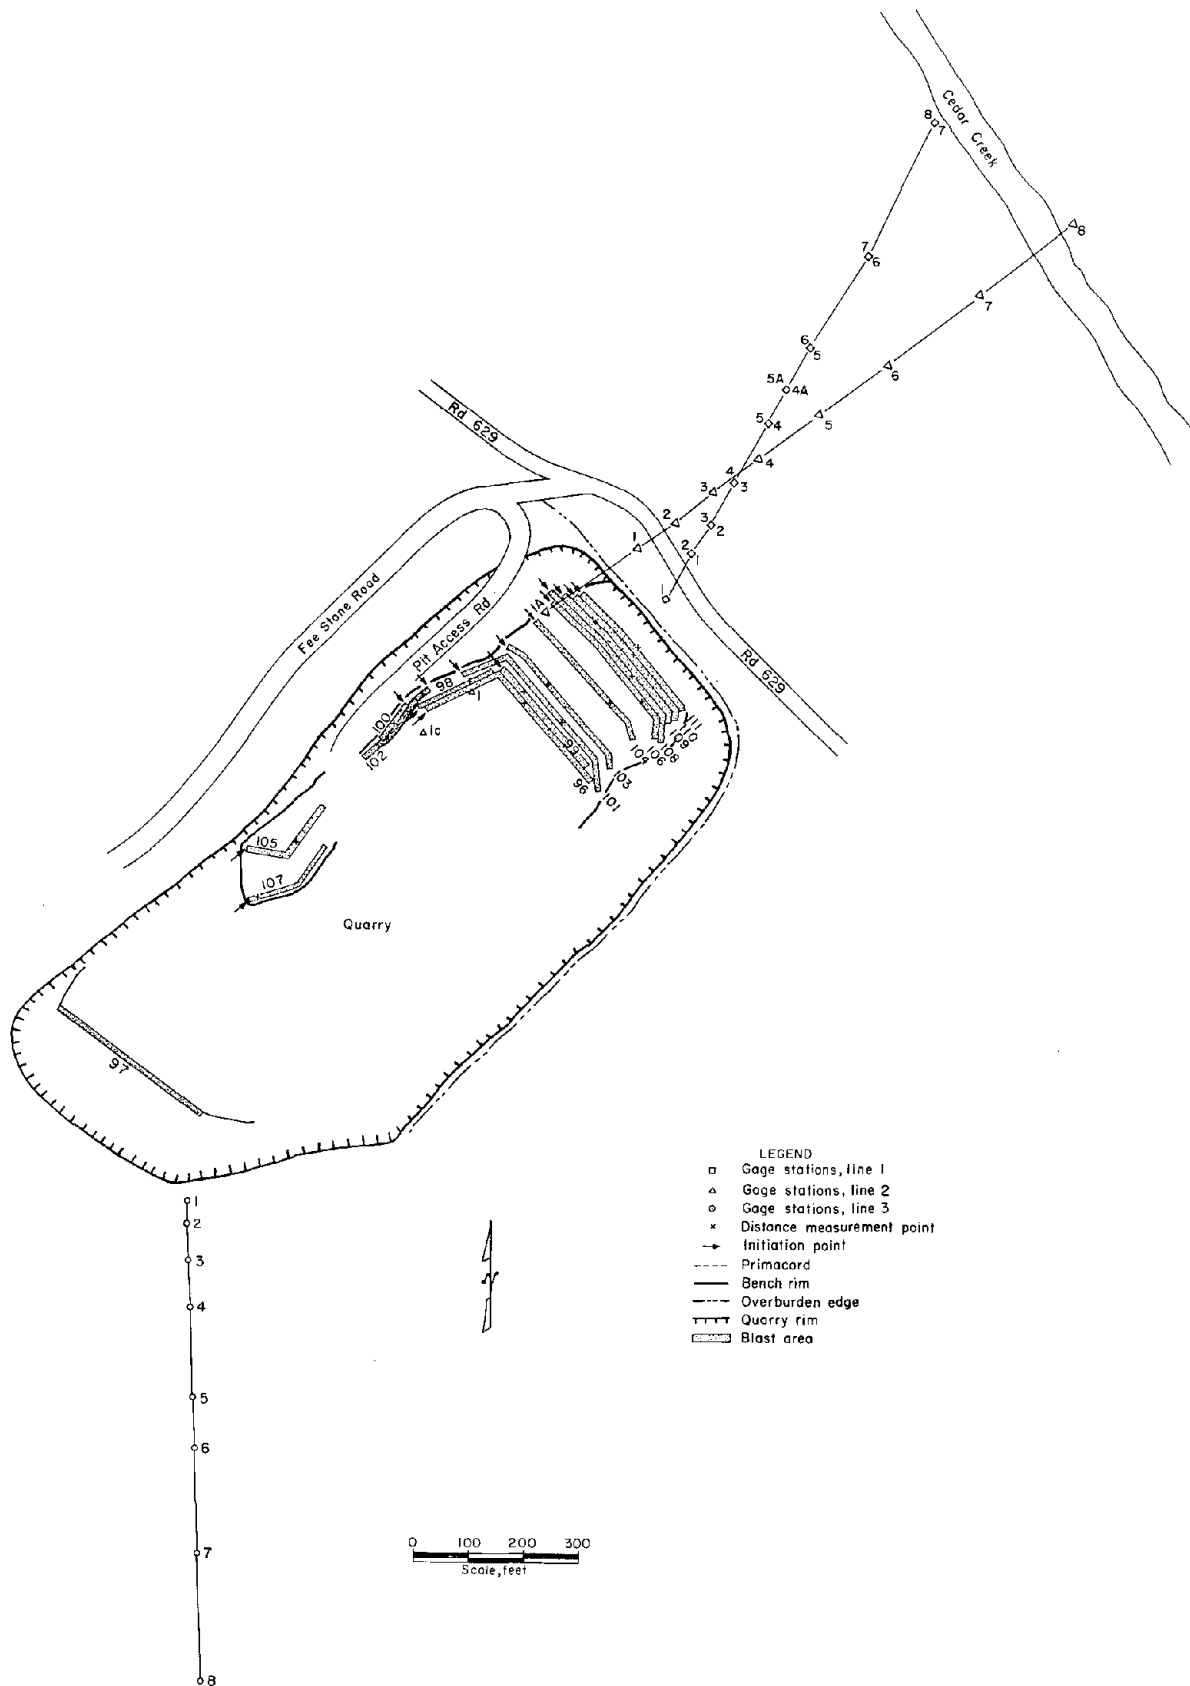 Cedar Creek
8
7
8
7
6
7
6
5
5A
4A
6
5
4
5
4
4
3
3
3
2
2
2
1
1
1
Rd 629
Rd 629
Fee Stone Road
Pit Access Rd
1A
98
1
100
1c
102
99
96
101
103
104
106
108
109
110
111
105
107
Quarry
97
LEGEND
Gage stations, line 1
Gage stations, line 2
Gage stations, line 3
Distance measurement point
Initiation point
Primacord
Bench rim
Overburden edge
Quarry rim
Blast area
1
2
3
4
N
5
6
7
8
0 100 200 300
Scale, feet